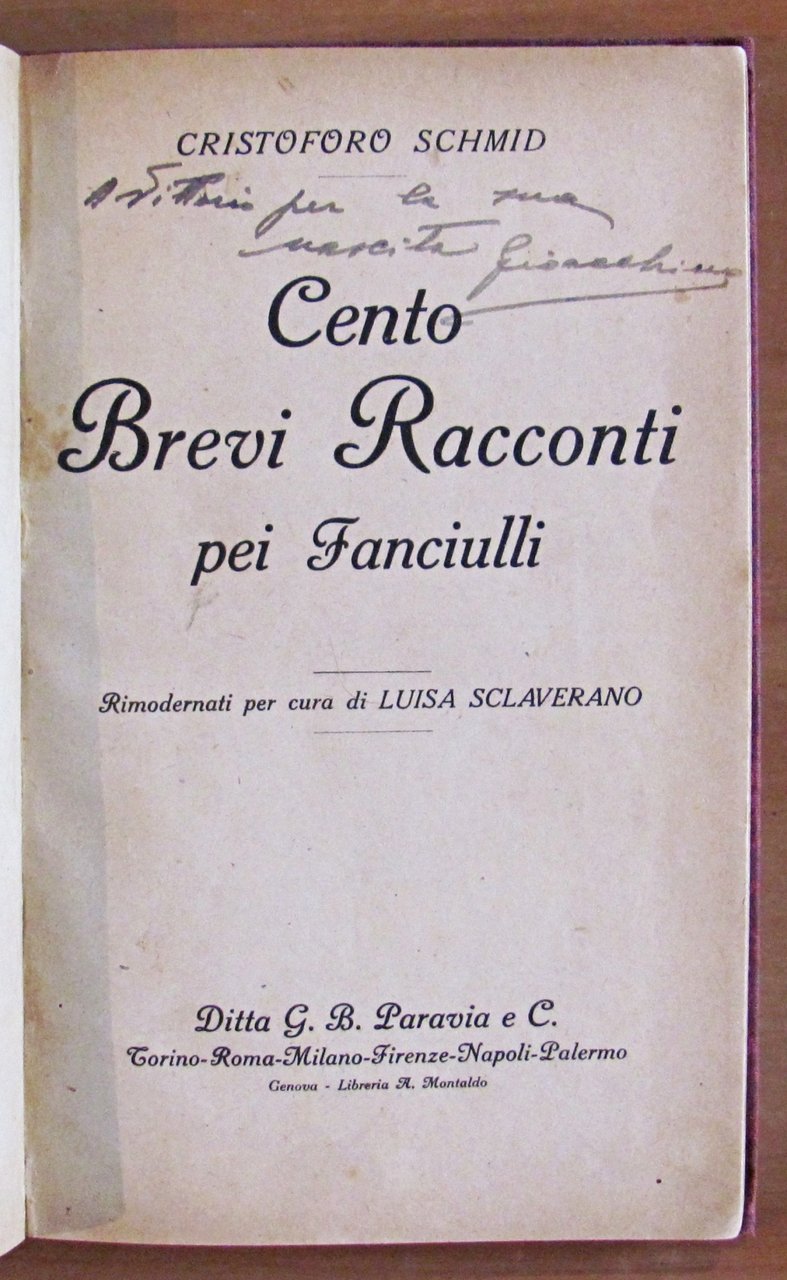 CRISTOFORO SCHMID
A Vittorio per la sua
nascita Gioacchino
Cento
Brevi Racconti
pei Fanciulli
Rimodernati per cura di LUISA SCLAVERANO
Ditta G. B. Paravia e C.
Torino-Roma-Milano-Firenze-Napoli-Palermo
Genova - Libreria A. Montaldo